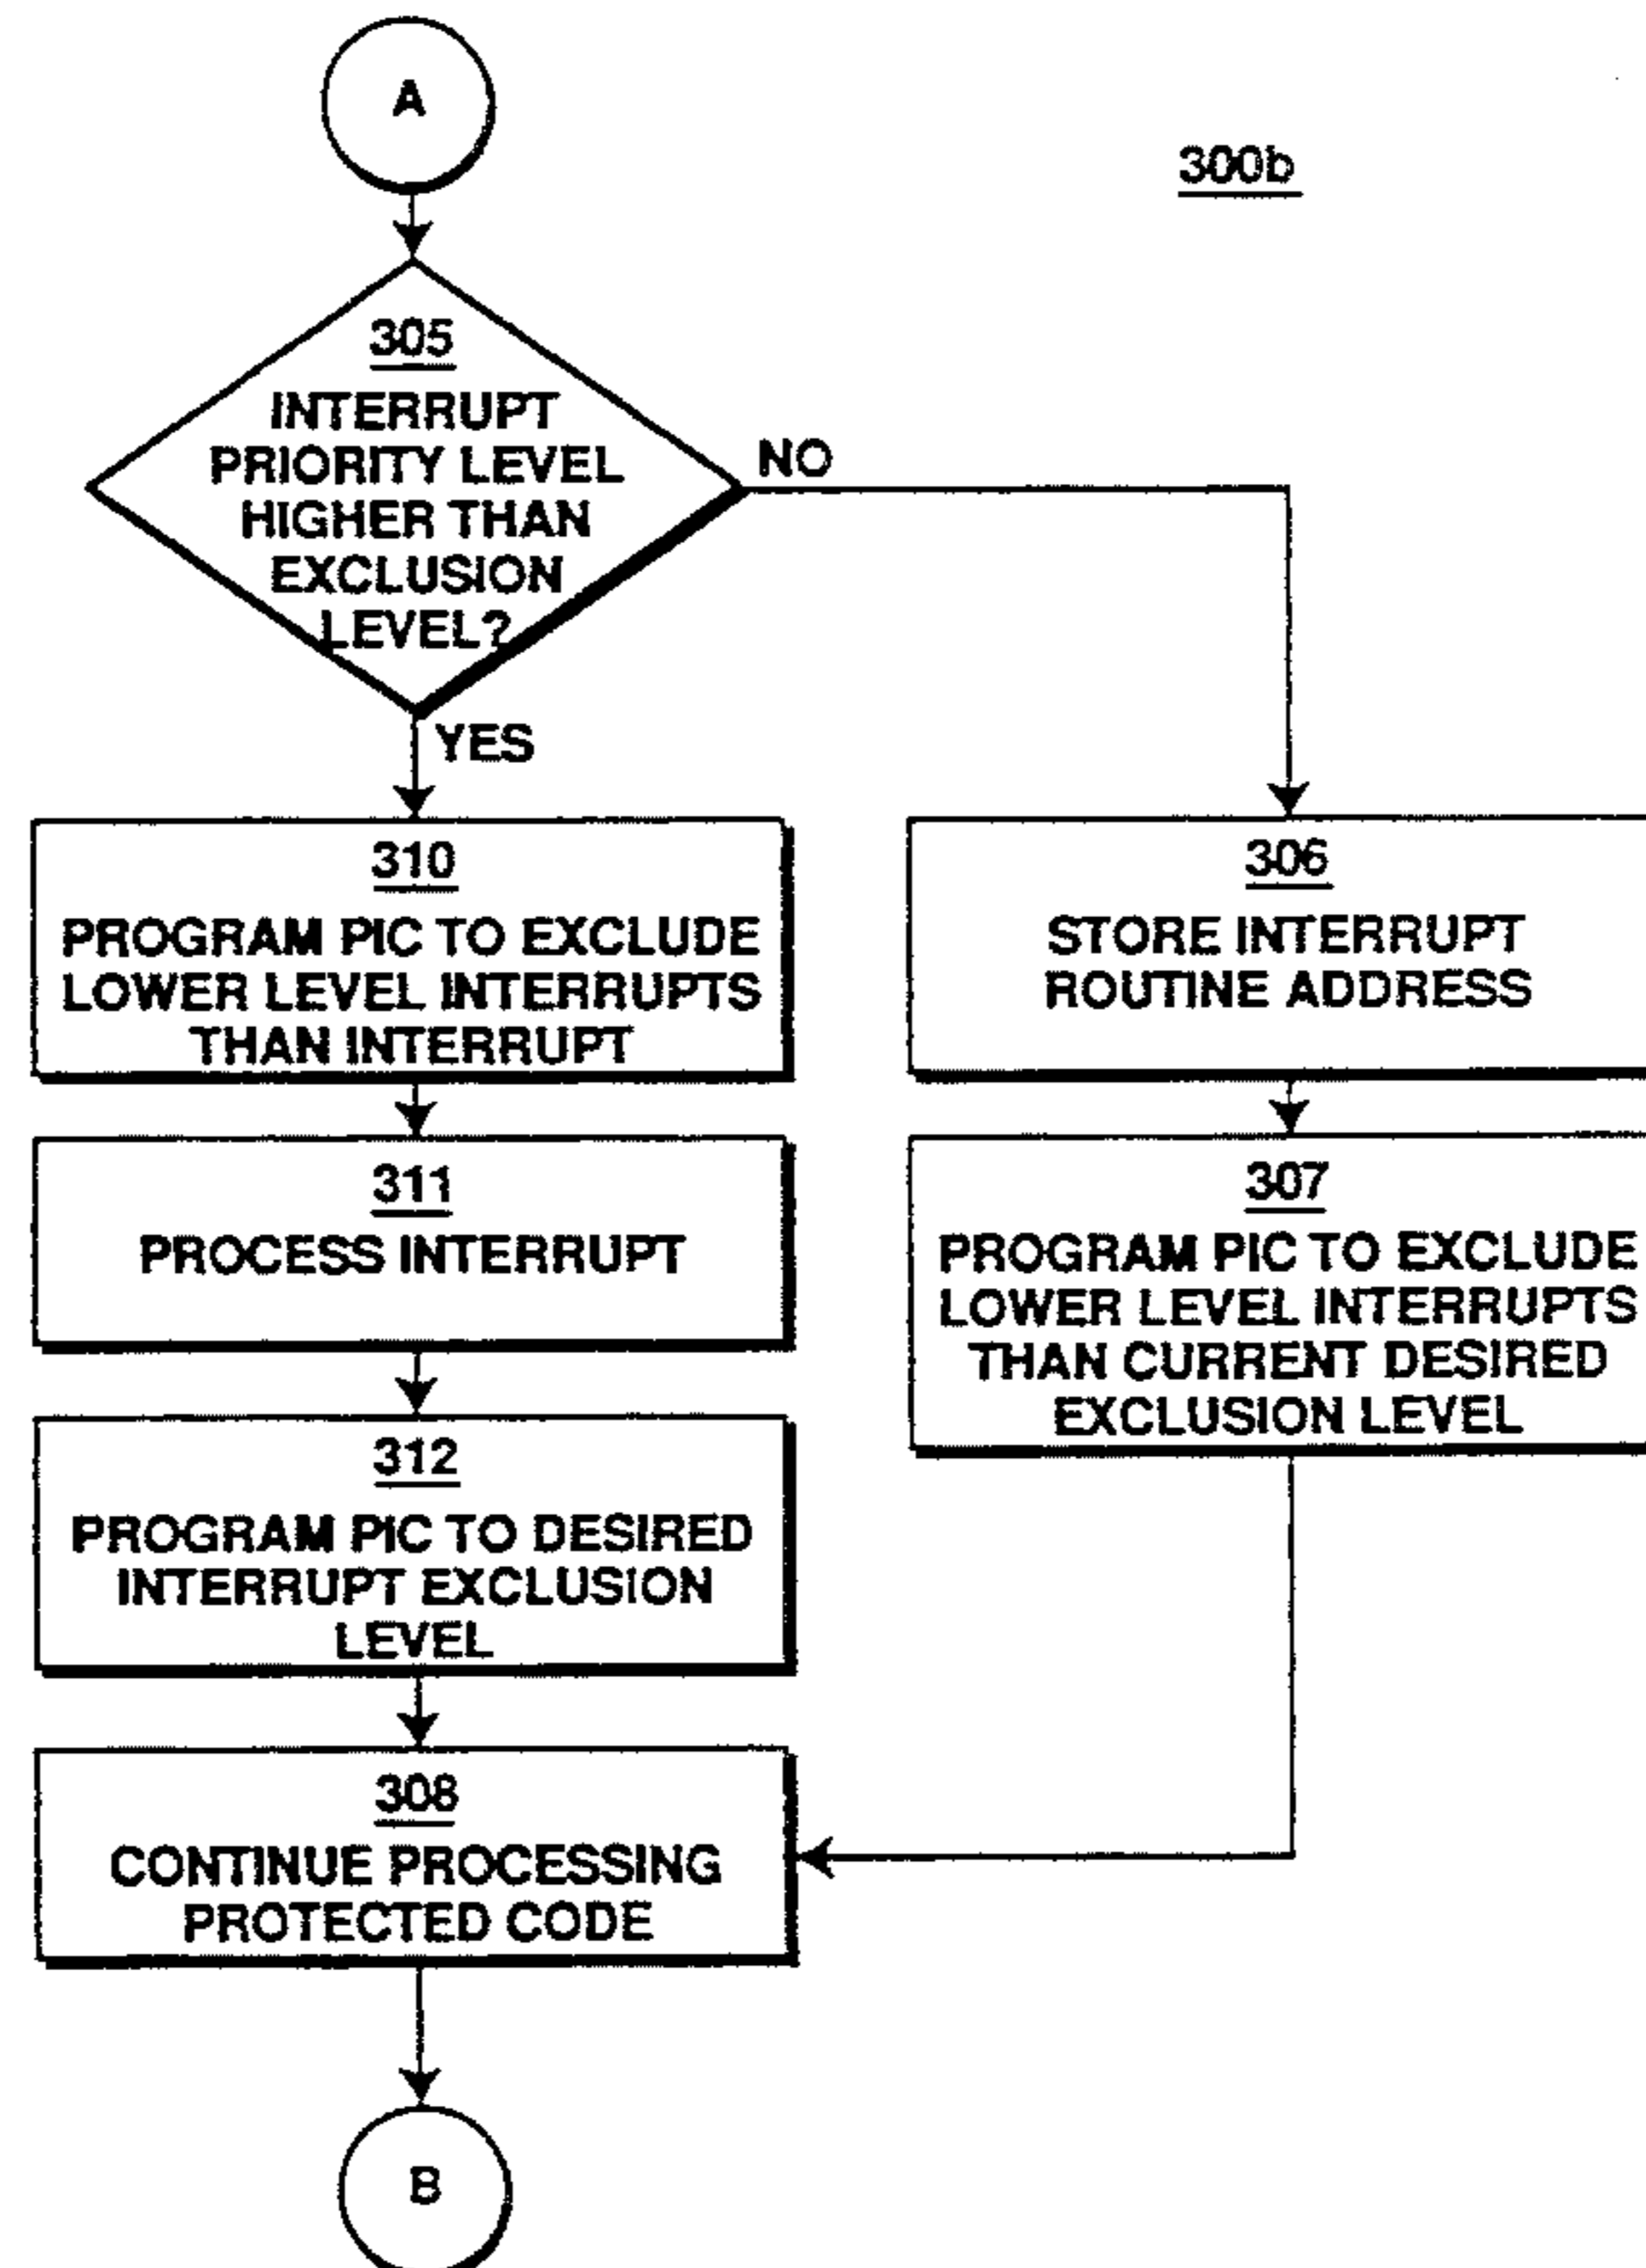 A
300b
305
INTERRUPT
PRIORITY LEVEL
HIGHER THAN
EXCLUSION
LEVEL?
NO
YES
310
PROGRAM PIC TO EXCLUDE
LOWER LEVEL INTERRUPTS
THAN INTERRUPT
306
STORE INTERRUPT
ROUTINE ADDRESS
311
PROCESS INTERRUPT
307
PROGRAM PIC TO EXCLUDE
LOWER LEVEL INTERRUPTS
THAN CURRENT DESIRED
EXCLUSION LEVEL
312
PROGRAM PIC TO DESIRED
INTERRUPT EXCLUSION
LEVEL
308
CONTINUE PROCESSING
PROTECTED CODE
B